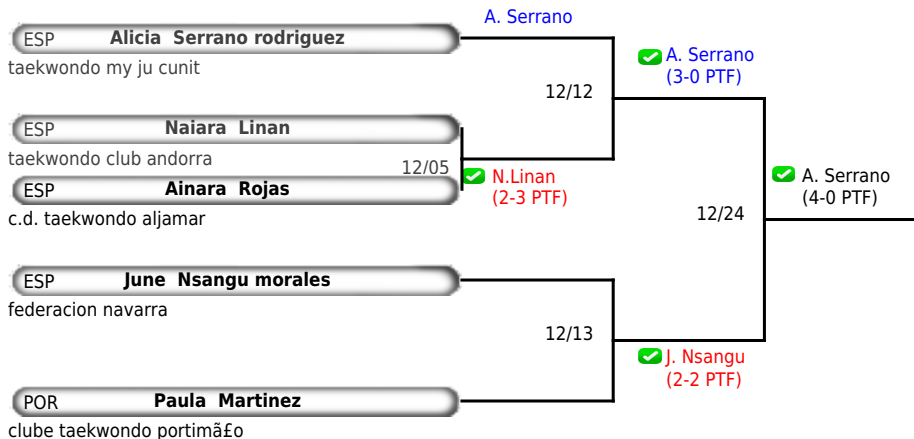 A. Serrano
ESP Alicia Serrano rodriguez
taekwondo my ju cunit
A. Serrano
(3-0 PTF)
12/12
ESP Naiara Linan
taekwondo club andorra
12/05
N.Linan
(2-3 PTF)
ESP Ainara Rojas
c.d. taekwondo aljamar
A. Serrano
(4-0 PTF)
12/24
ESP June Nsangu morales
federacion navarra
12/13
J. Nsangu
(2-2 PTF)
POR Paula Martinez
clube taekwondo portimã£o